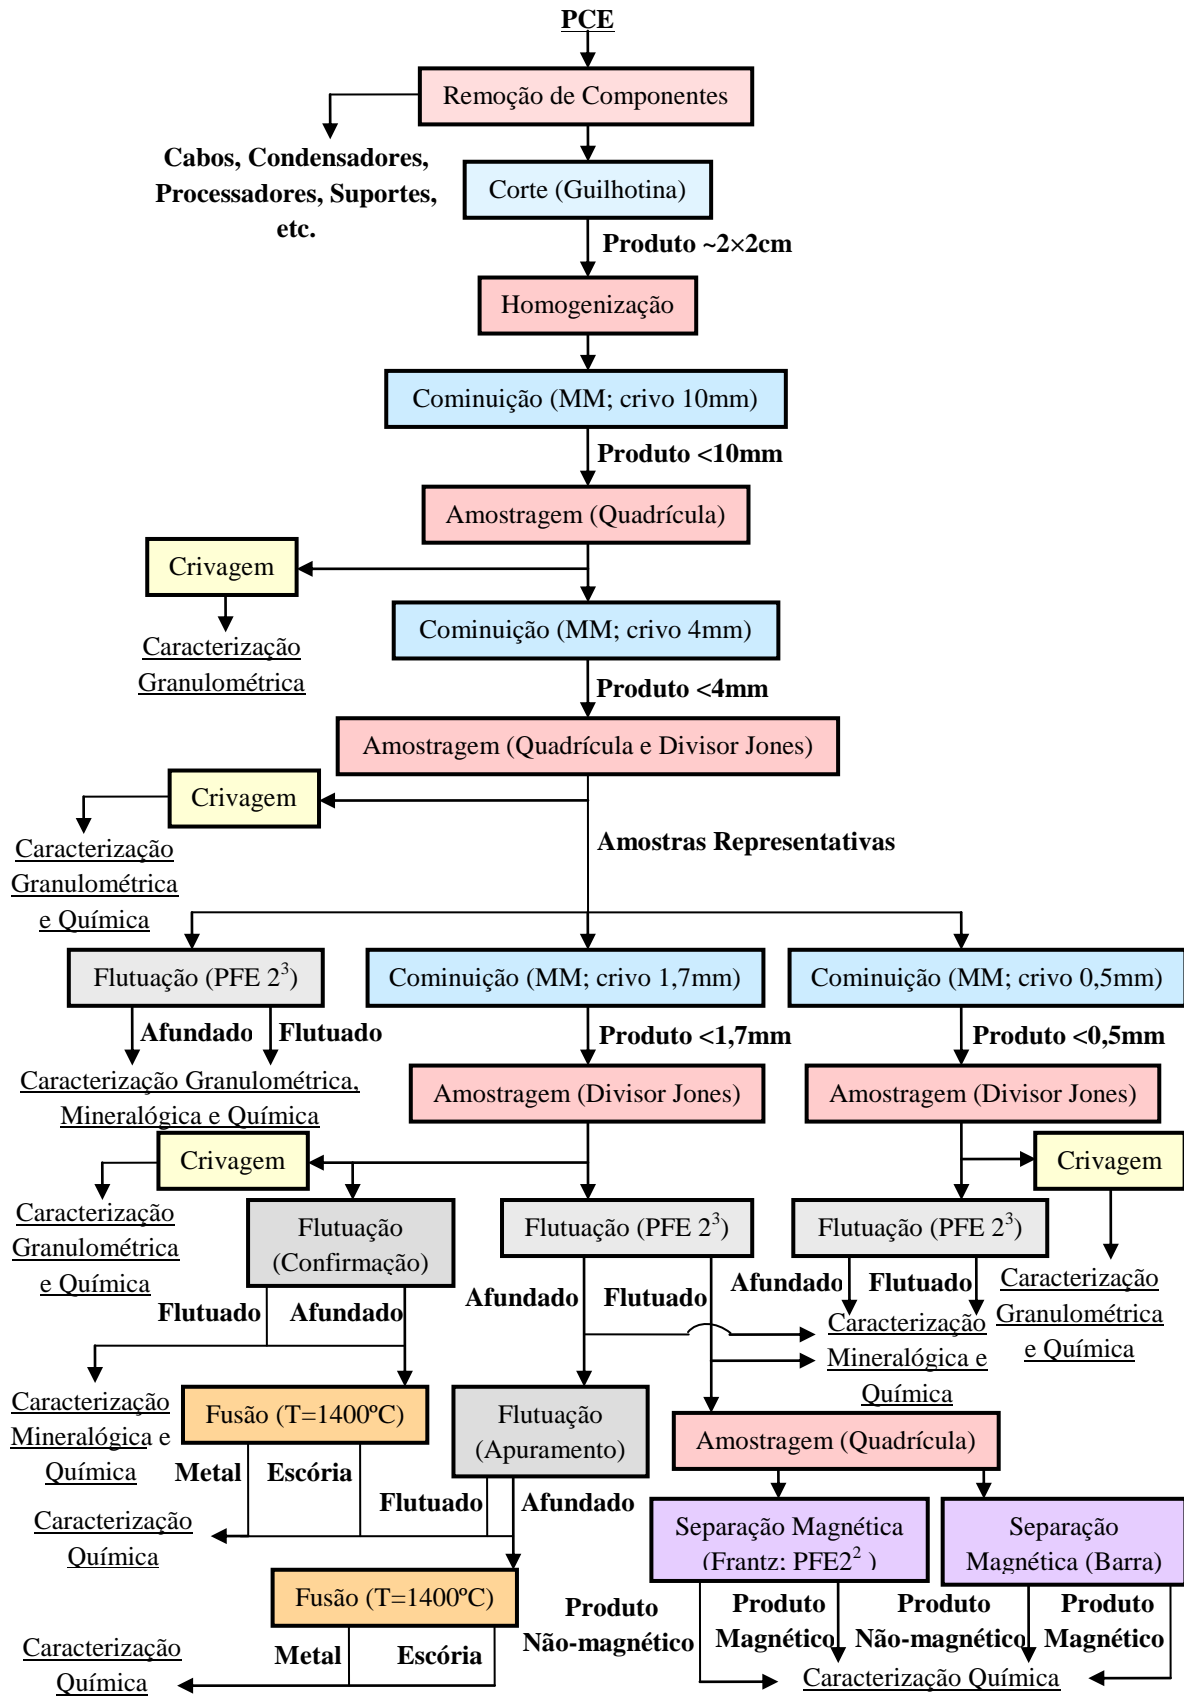 PCE
Remoção de Componentes
Cabos, Condensadores,
Processadores, Suportes,
etc.
Corte (Guilhotina)
Produto ~2×2cm
Homogenização
Cominuição (MM; crivo 10mm)
Produto <10mm
Amostragem (Quadrícula)
Crivagem
Cominuição (MM; crivo 4mm)
Caracterização
Granulométrica
Produto <4mm
Amostragem (Quadrícula e Divisor Jones)
Crivagem
Amostras Representativas
Caracterização
Granulométrica
e Química
Flutuação (PFE 2³)
Cominuição (MM; crivo 1,7mm)
Cominuição (MM; crivo 0,5mm)
Afundado
Flutuado
Produto <1,7mm
Produto <0,5mm
Caracterização Granulométrica,
Mineralógica e Química
Amostragem (Divisor Jones)
Amostragem (Divisor Jones)
Crivagem
Crivagem
Caracterização
Granulométrica
e Química
Flutuação
(Confirmação)
Flutuação (PFE 2³)
Flutuação (PFE 2³)
Flutuado
Afundado
Afundado
Flutuado
Afundado
Flutuado
Caracterização
Granulométrica
e Química
Caracterização
Mineralógica e
Química
Caracterização
Mineralógica e
Química
Fusão (T=1400ºC)
Flutuação
(Apuramento)
Amostragem (Quadrícula)
Metal
Escória
Flutuado
Afundado
Caracterização
Química
Separação Magnética
(Frantz; PFE2² )
Separação
Magnética (Barra)
Fusão (T=1400ºC)
Produto
Não-magnético
Produto
Magnético
Produto
Não-magnético
Produto
Magnético
Metal
Escória
Caracterização
Química
Caracterização Química